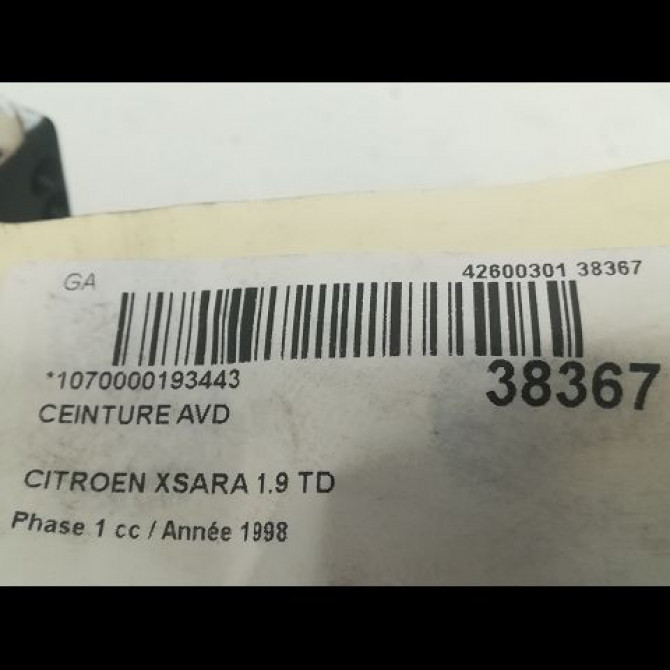 GA
42600301 38367
*1070000193443
38367
CEINTURE AVD
CITROEN XSARA 1.9 TD
Phase 1 cc / Année 1998